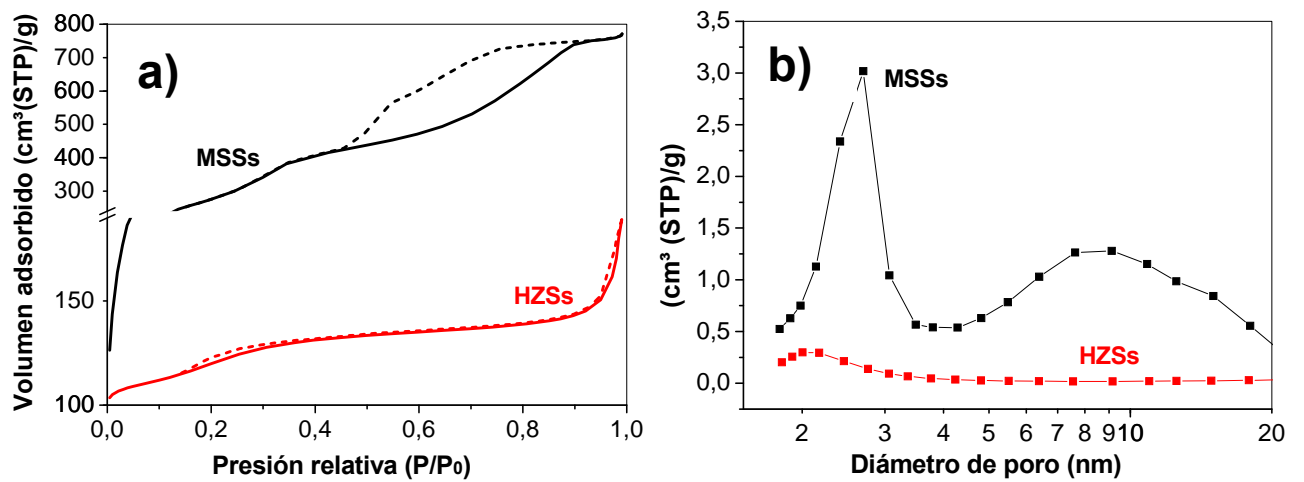 a)
MSSs
HZSs
Volumen adsorbido (cm³(STP)/g)
800
700
600
500
400
300
150
100
0,0 0,2 0,4 0,6 0,8 1,0
Presión relativa (P/P₀)
b)
MSSs
HZSs
(cm³ (STP)/g)
3,5
3,0
2,5
2,0
1,5
1,0
0,5
0,0
2 3 4 5 6 7 8 9 10 20
Diámetro de poro (nm)